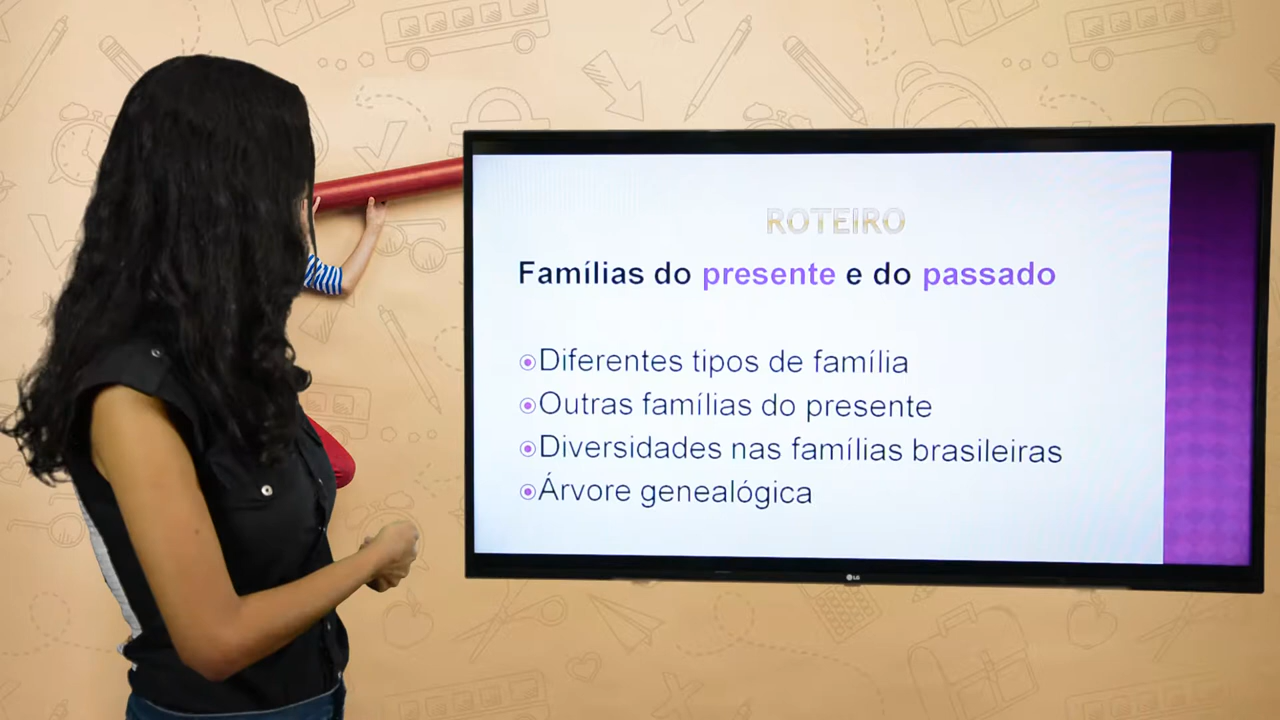 ROTEIRO
Famílias do presente e do passado
Diferentes tipos de família
Outras famílias do presente
Diversidades nas famílias brasileiras
Árvore genealógica
LG